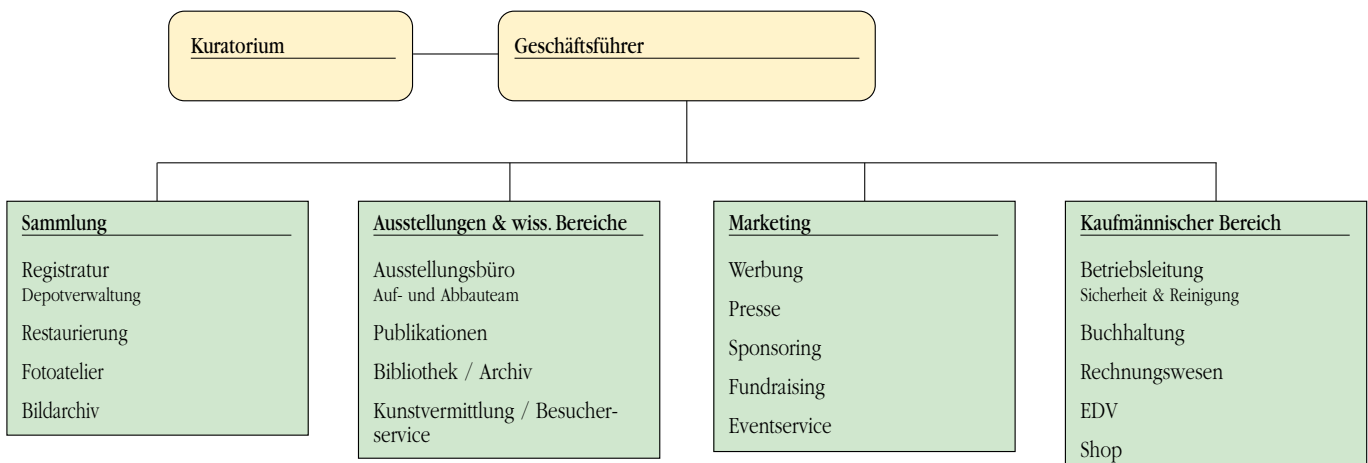 Kuratorium
Geschäftsführer
Sammlung
Registratur
Depotverwaltung
Restaurierung
Fotoatelier
Bildarchiv
Ausstellungen & wiss. Bereiche
Ausstellungsbüro
Auf- und Abbauteam
Publikationen
Bibliothek / Archiv
Kunstvermittlung / Besucher-
service
Marketing
Werbung
Presse
Sponsoring
Fundraising
Eventservice
Kaufmännischer Bereich
Betriebsleitung
Sicherheit & Reinigung
Buchhaltung
Rechnungswesen
EDV
Shop